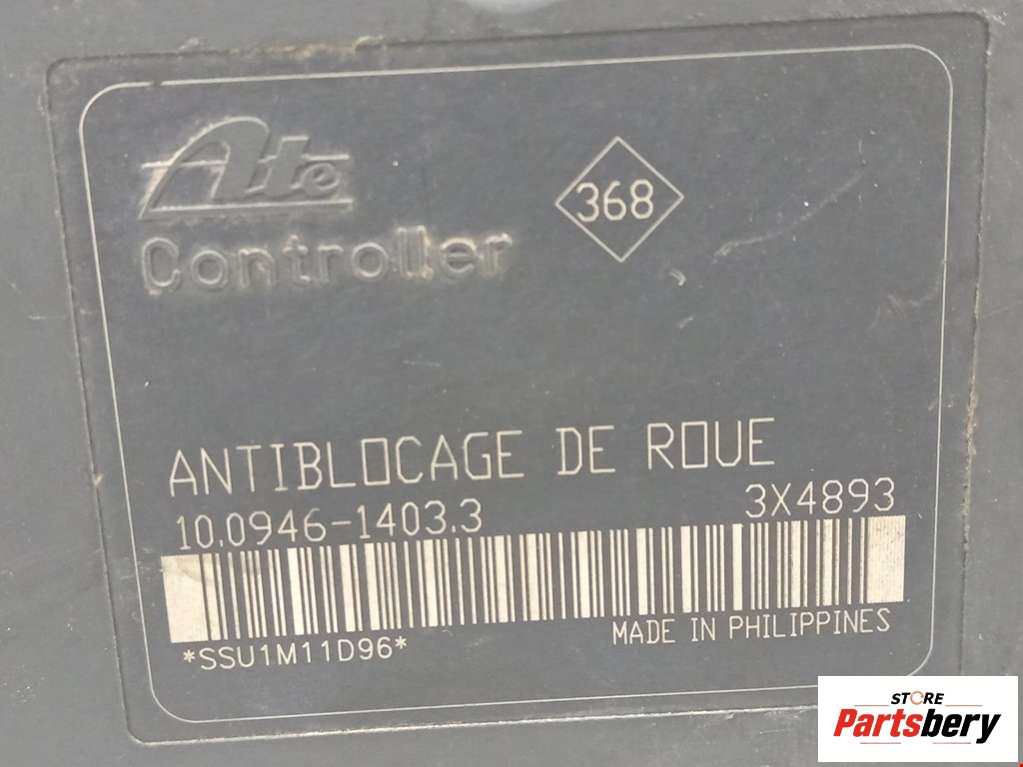 Ate
368
Controller
ANTIBLOCAGE DE ROUE
10.0946-1403.3
3X4893
*SSU1M11D96*
MADE IN PHILIPPINES
STORE
Partsbery